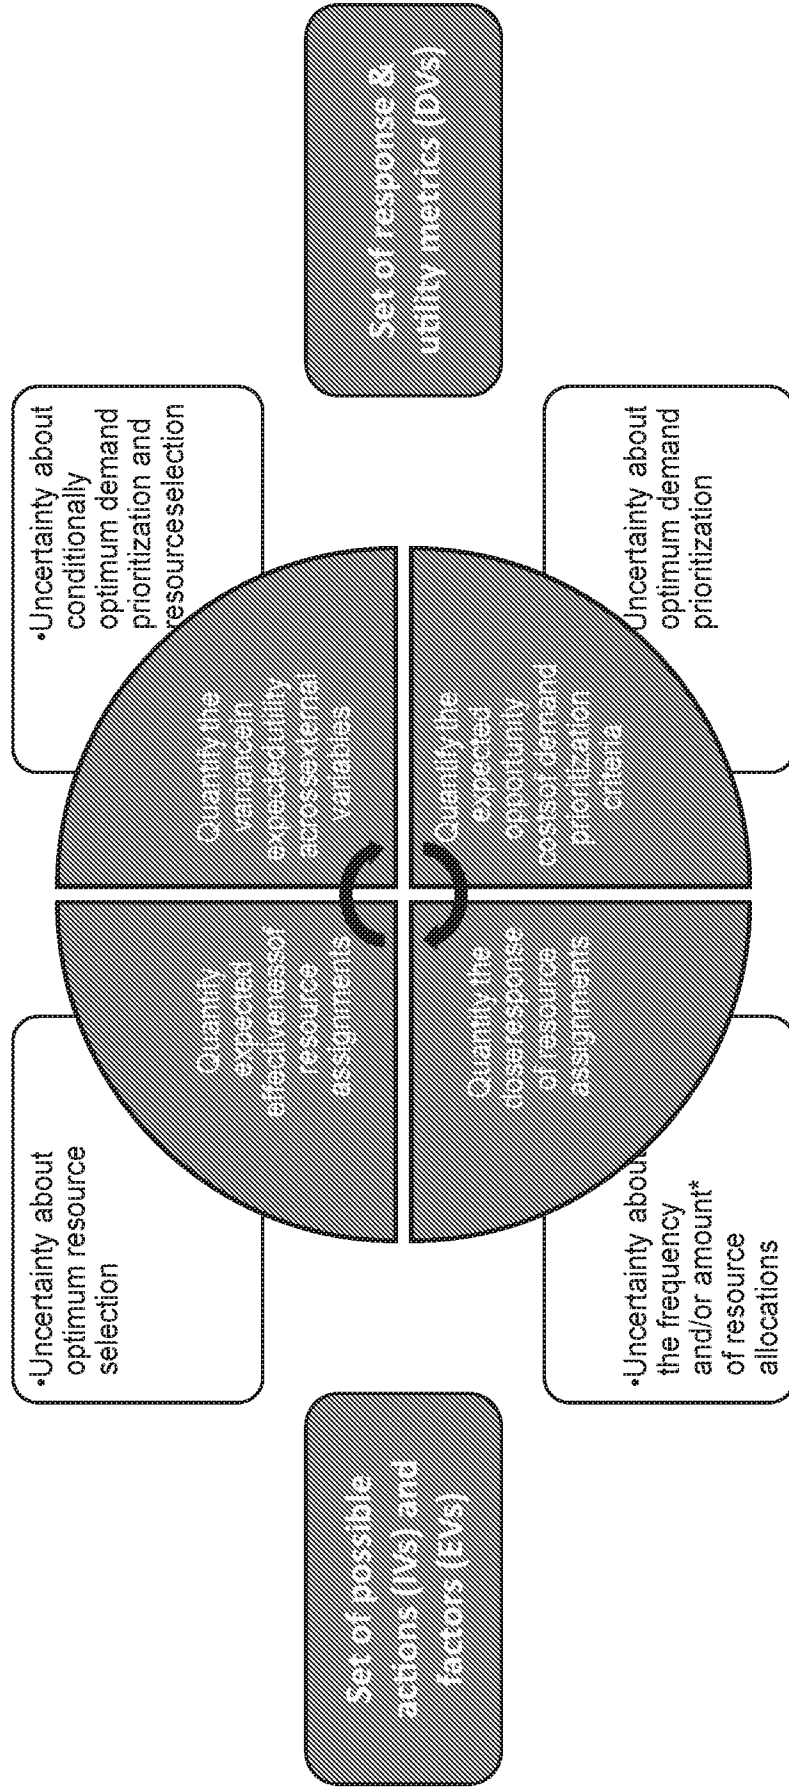 Set of possible
actions (IVs) and
factors (EVs)
•Uncertainty about
optimum resource
selection
•Uncertainty about
the frequency
and/or amount*
of resource
allocations
Quantify
expected
effectivenessof
resource
assignments
Quantify the
doseresponse
of resource
assignments
Quantify the
variancein
expectedutility
acrossexternal
variables
Quantify the
expected
opportunity
costsof demand
prioritization
criteria
•Uncertainty about
conditionally
optimum demand
prioritization and
resourceselection
Uncertainty about
optimum demand
prioritization
Set of response &
utility metrics (DVs)